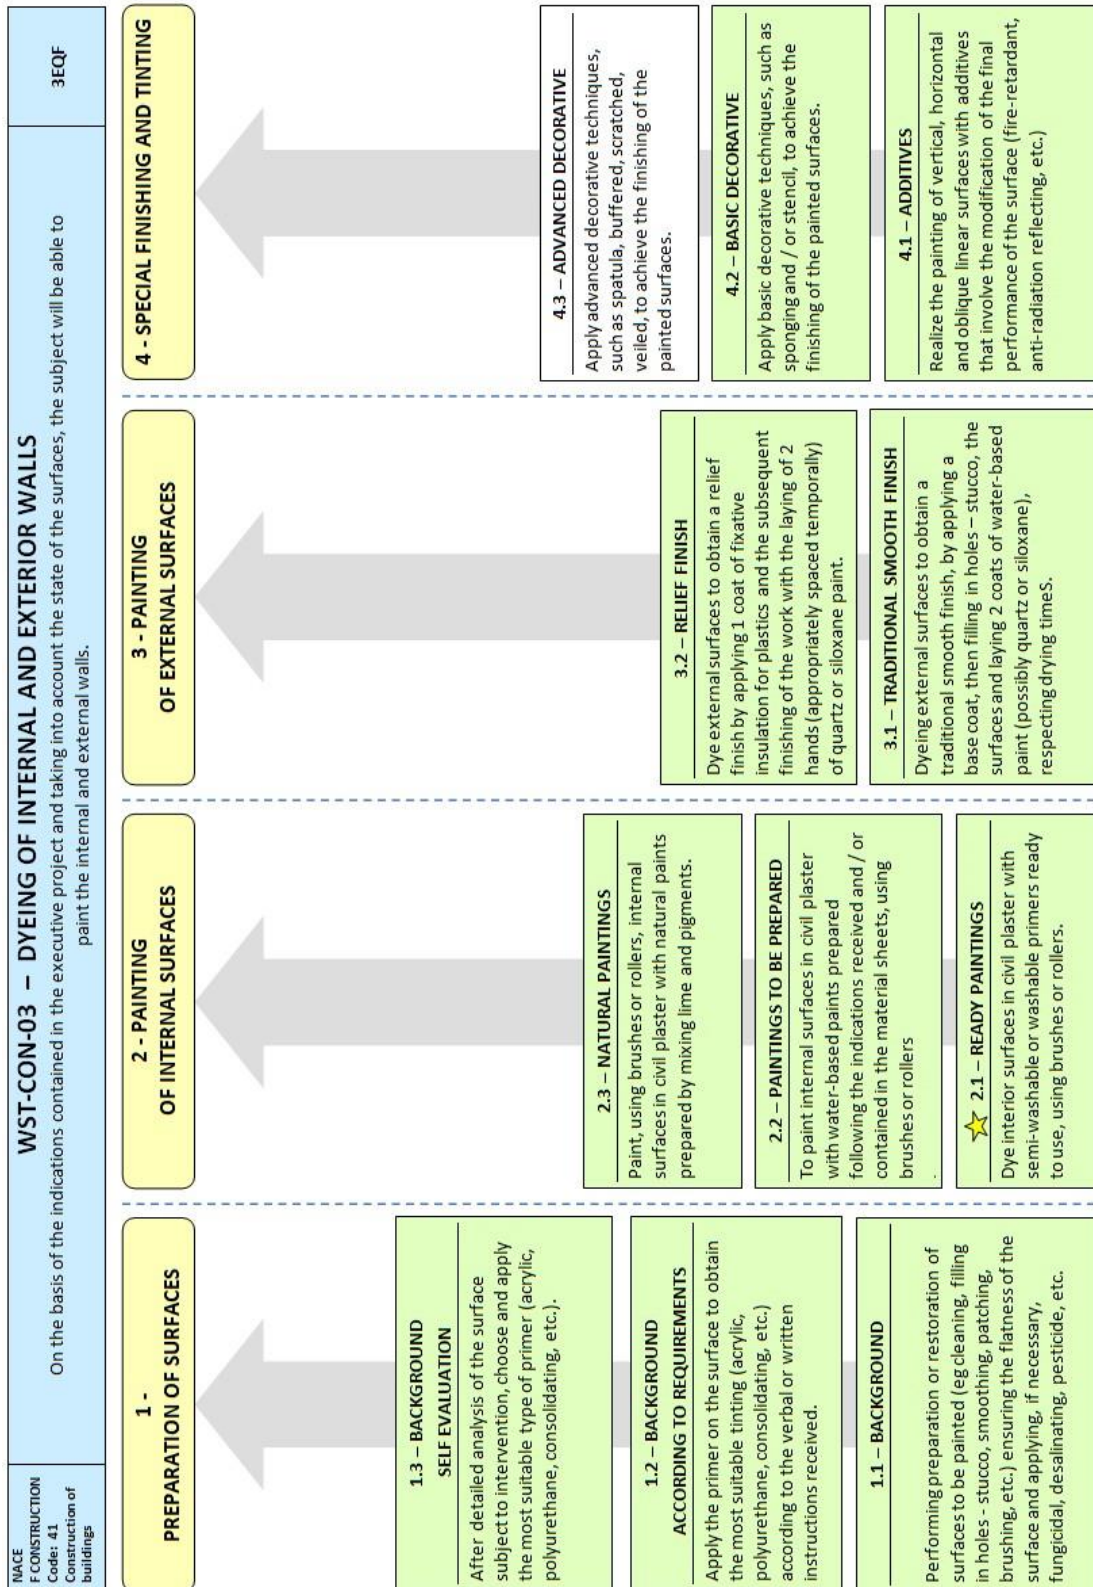 NACE
F CONSTRUCTION
Code: 41
Construction of
buildings
WST-CON-03 – DYEING OF INTERNAL AND EXTERIOR WALLS
On the basis of the indications contained in the executive project and taking into account the state of the surfaces, the subject will be able to
paint the internal and external walls.
3EQF
1 -
PREPARATION OF SURFACES
1.3 – BACKGROUND
SELF EVALUATION
After detailed analysis of the surface
subject to intervention, choose and apply
the most suitable type of primer (acrylic,
polyurethane, consolidating, etc.).
1.2 – BACKGROUND
ACCORDING TO REQUIREMENTS
Apply the primer on the surface to obtain
the most suitable tinting (acrylic,
polyurethane, consolidating, etc.)
according to the verbal or written
instructions received.
1.1 – BACKGROUND
Performing preparation or restoration of
surfaces to be painted (eg cleaning, filling
in holes - stucco, smoothing, patching,
brushing, etc.) ensuring the flatness of the
surface and applying, if necessary,
fungicidal, desalinating, pesticide, etc.
2 - PAINTING
OF INTERNAL SURFACES
2.3 – NATURAL PAINTINGS
Paint, using brushes or rollers, internal
surfaces in civil plaster with natural paints
prepared by mixing lime and pigments.
2.2 – PAINTINGS TO BE PREPARED
To paint internal surfaces in civil plaster
with water-based paints prepared
following the indications received and / or
contained in the material sheets, using
brushes or rollers
.
2.1 – READY PAINTINGS
Dye interior surfaces in civil plaster with
semi-washable or washable primers ready
to use, using brushes or rollers.
3 - PAINTING
OF EXTERNAL SURFACES
3.2 – RELIEF FINISH
Dye external surfaces to obtain a relief
finish by applying 1 coat of fixative
insulation for plastics and the subsequent
finishing of the work with the laying of 2
hands (appropriately spaced temporally)
of quartz or siloxane paint.
3.1 – TRADITIONAL SMOOTH FINISH
Dyeing external surfaces to obtain a
traditional smooth finish, by applying a
base coat, then filling in holes – stucco, the
surfaces and laying 2 coats of water-based
paint (possibly quartz or siloxane),
respecting drying timeS.
4 - SPECIAL FINISHING AND TINTING
4.3 – ADVANCED DECORATIVE
Apply advanced decorative techniques,
such as spatula, buffered, scratched,
veiled, to achieve the finishing of the
painted surfaces.
4.2 – BASIC DECORATIVE
Apply basic decorative techniques, such as
sponging and / or stencil, to achieve the
finishing of the painted surfaces.
4.1 – ADDITIVES
Realize the painting of vertical, horizontal
and oblique linear surfaces with additives
that involve the modification of the final
performance of the surface (fire-retardant,
anti-radiation reflecting, etc.)